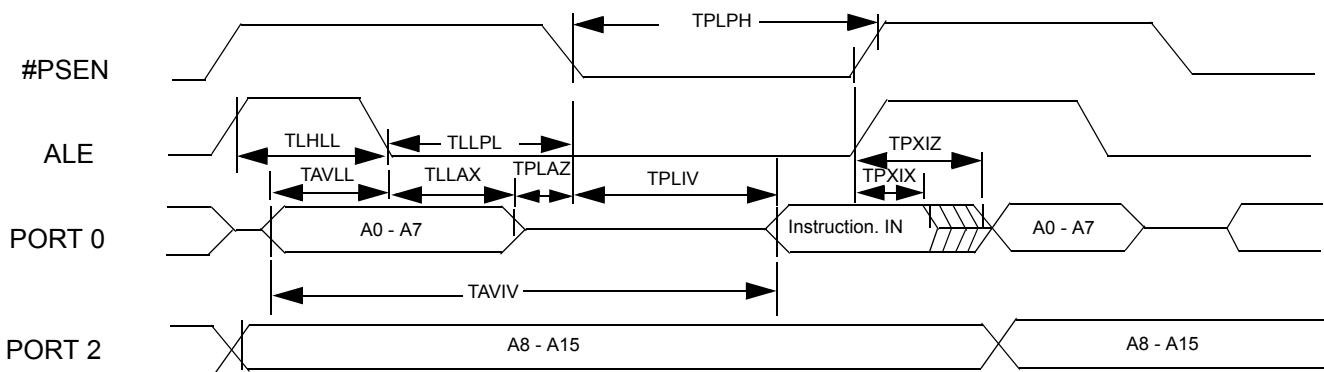 TPLPH
#PSEN
ALE
TLHLL
TLLPL
TPXIZ
TAVLL
TLLAX
TPLAZ
TPLIV
TPXIX
PORT 0
A0 - A7
Instruction. IN
A0 - A7
TAVIV
PORT 2
A8 - A15
A8 - A15